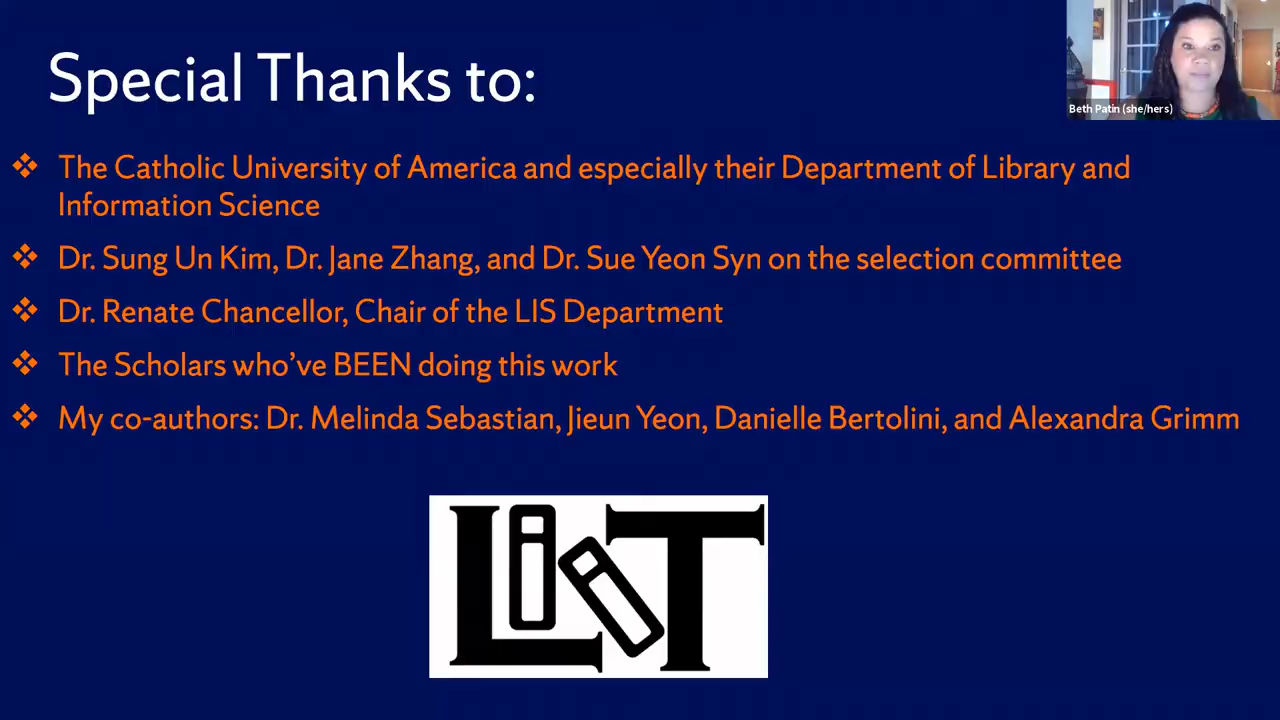 Special Thanks to:
Beth Patin (she/hers)
❖ The Catholic University of America and especially their Department of Library and
Information Science
❖ Dr. Sung Un Kim, Dr. Jane Zhang, and Dr. Sue Yeon Syn on the selection committee
❖ Dr. Renate Chancellor, Chair of the LIS Department
❖ The Scholars who’ve BEEN doing this work
❖ My co-authors: Dr. Melinda Sebastian, Jieun Yeon, Danielle Bertolini, and Alexandra Grimm
LiiT